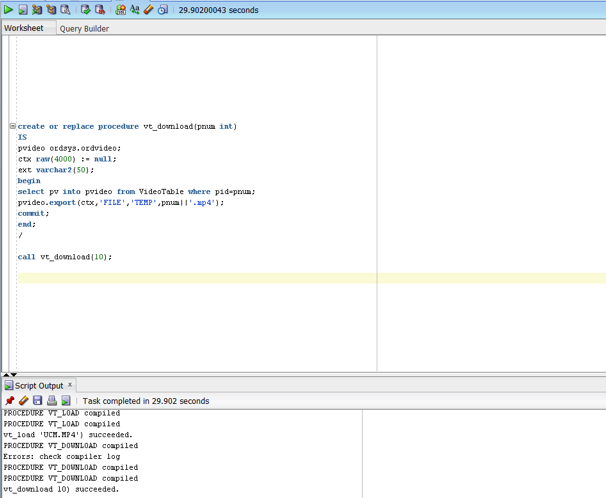 29.90200043 seconds
Worksheet Query Builder
create or replace procedure vt_download(pnum int)
IS
pvideo ordsys.ordvideo;
ctx raw(4000) := null;
ext varchar2(50);
begin
select pv into pvideo from VideoTable where pid=pnum;
pvideo.export(ctx,'FILE','TEMP',pnum||'.mp4');
commit;
end;
/
call vt_download(10);
Script Output x
Task completed in 29.902 seconds
PROCEDURE VT_LOAD compiled
PROCEDURE VT_LOAD compiled
vt_load 'UCM.MP4') succeeded.
PROCEDURE VT_DOWNLOAD compiled
Errors: check compiler log
PROCEDURE VT_DOWNLOAD compiled
PROCEDURE VT_DOWNLOAD compiled
vt_download 10) succeeded.